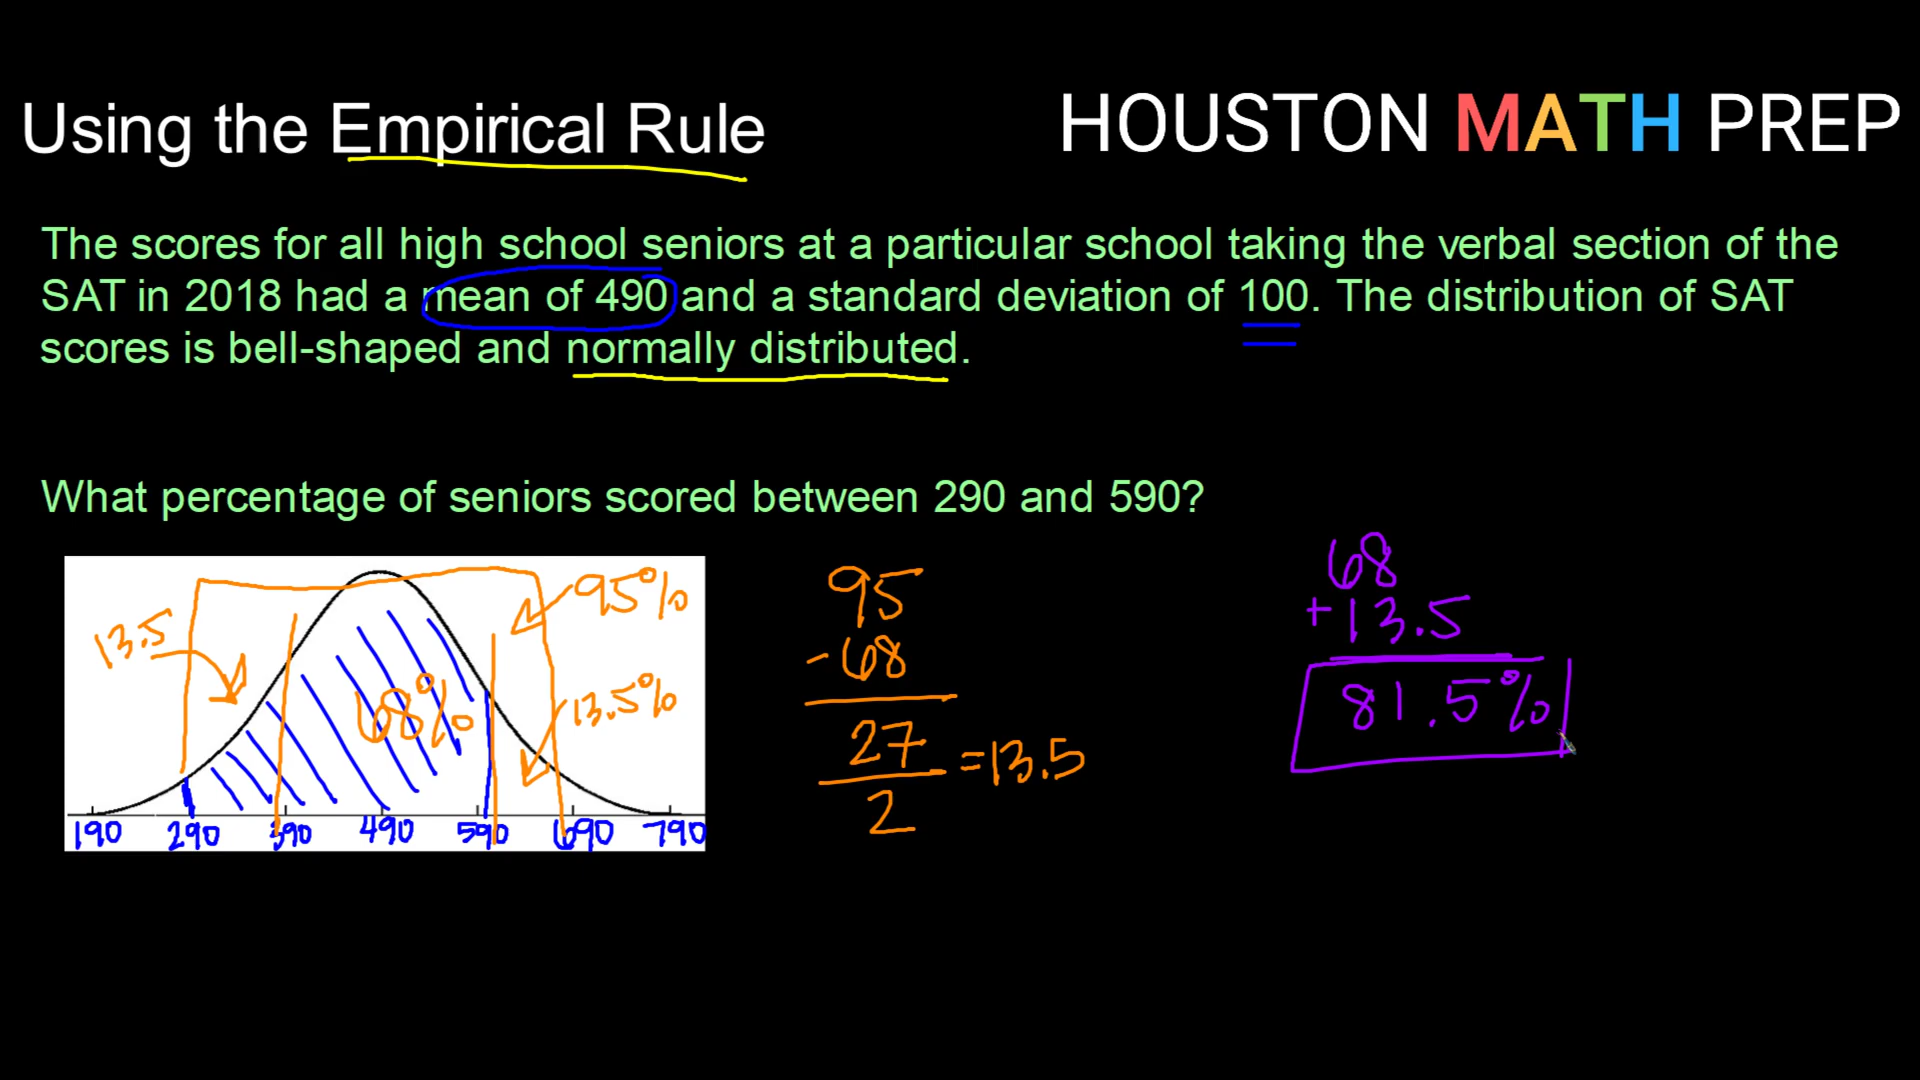 Using the Empirical Rule
HOUSTON MATH PREP
The scores for all high school seniors at a particular school taking the verbal section of the
SAT in 2018 had a mean of 490 and a standard deviation of 100. The distribution of SAT
scores is bell-shaped and normally distributed.
What percentage of seniors scored between 290 and 590?
95%
13.5
68%
13.5%
190 290 390 490 590 690 790
95
-68
27
2
=13.5
68
+13.5
81.5%